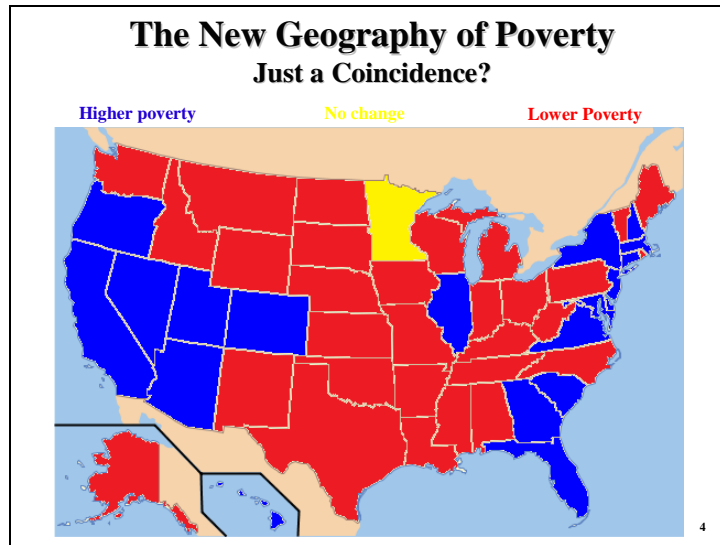 The New Geography of Poverty
Just a Coincidence?
Higher poverty No change Lower Poverty
4